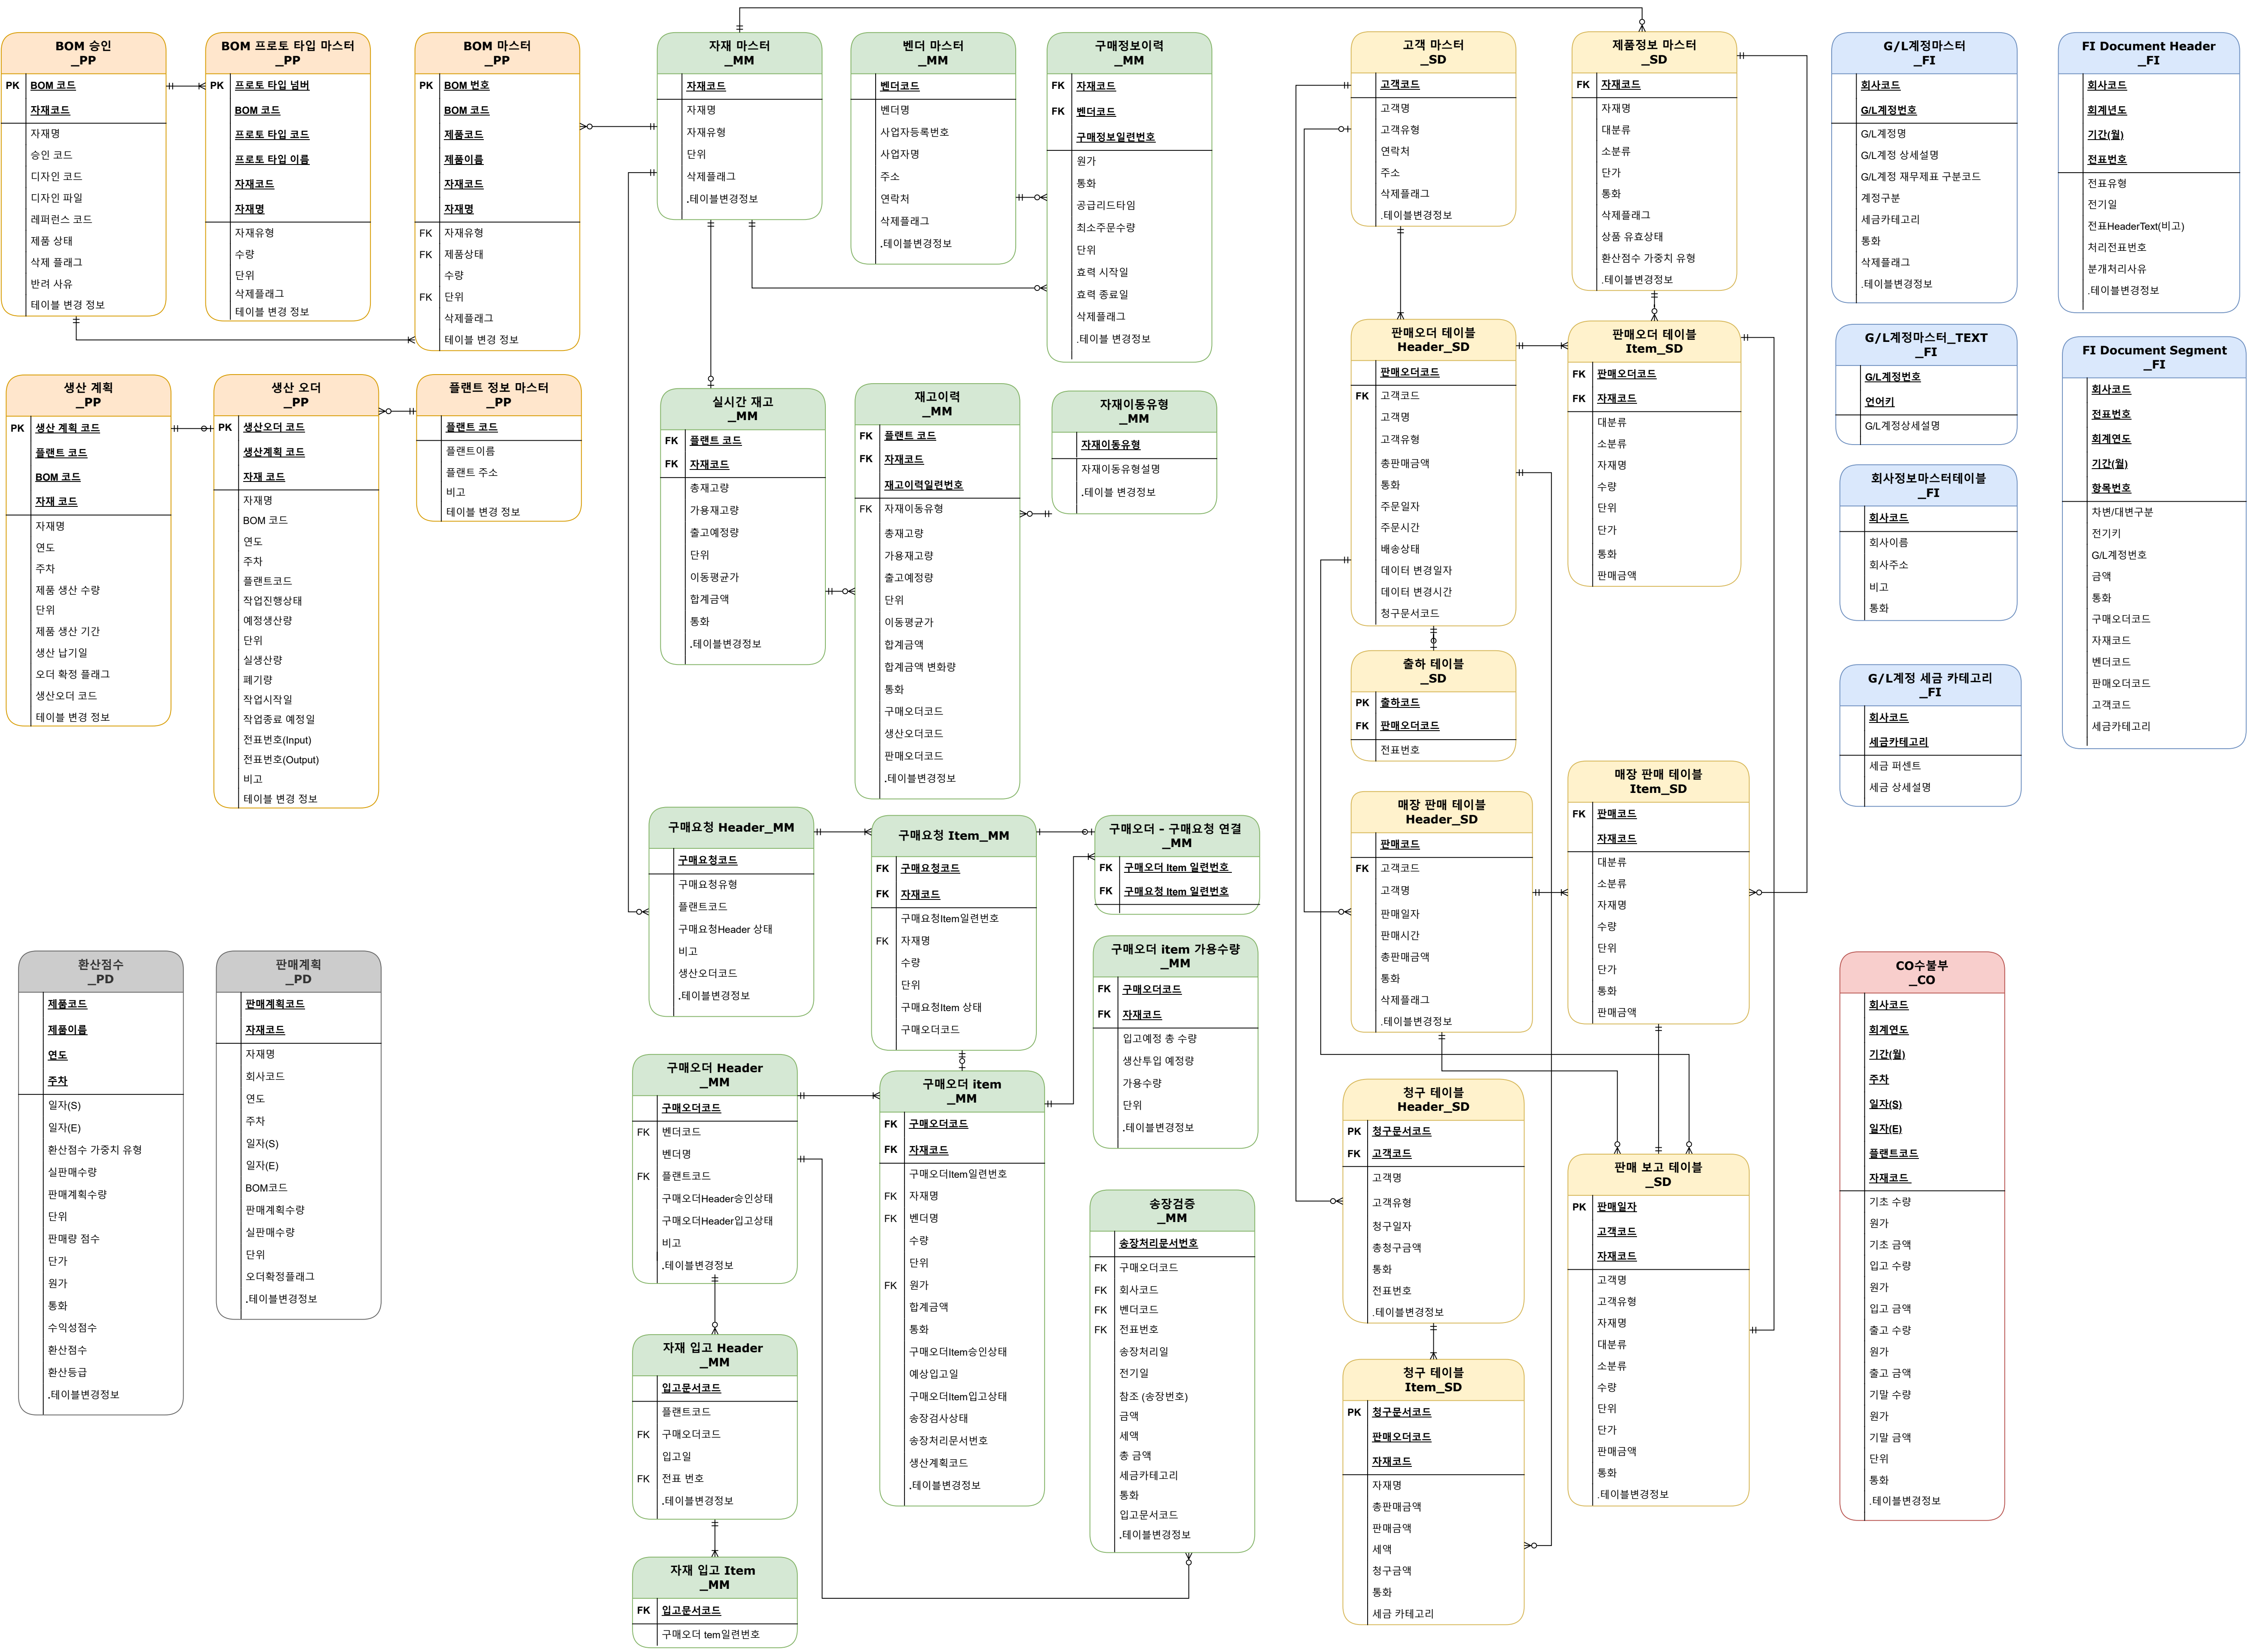 BOM 승인
_PP
PK
BOM 코드
자재코드
자재명
승인 코드
디자인 코드
디자인 파일
레퍼런스 코드
제품 상태
삭제 플래그
반려 사유
테이블 변경 정보
BOM 프로토 타입 마스터
_PP
PK
프로토 타입 넘버
BOM 코드
프로토 타입 코드
프로토 타입 이름
자재코드
자재명
자재유형
수량
단위
삭제플래그
테이블 변경 정보
BOM 마스터
_PP
PK
BOM 번호
BOM 코드
제품코드
제품이름
자재코드
자재명
FK
자재유형
FK
제품상태
수량
FK
단위
삭제플래그
테이블 변경 정보
자재 마스터
_MM
자재코드
자재명
자재유형
단위
삭제플래그
.테이블변경정보
벤더 마스터
_MM
벤더코드
벤더명
사업자등록번호
사업자명
주소
연락처
삭제플래그
.테이블변경정보
구매정보이력
_MM
FK
자재코드
FK
벤더코드
구매정보일련번호
원가
통화
공급리드타임
최소주문수량
단위
효력 시작일
효력 종료일
삭제플래그
.테이블 변경정보
고객 마스터
_SD
고객코드
고객명
고객유형
연락처
주소
삭제플래그
.테이블변경정보
제품정보 마스터
_SD
FK
자재코드
자재명
대분류
소분류
단가
통화
삭제플래그
상품 유효상태
환산점수 가중치 유형
.테이블변경정보
G/L계정마스터
_FI
회사코드
G/L계정번호
G/L계정명
G/L계정 상세설명
G/L계정 재무제표 구분코드
계정구분
세금카테고리
통화
삭제플래그
.테이블변경정보
FI Document Header
_FI
회사코드
회계년도
기간(월)
전표번호
전표유형
전기일
전표HeaderText(비고)
처리전표번호
분개처리사유
.테이블변경정보
생산 계획
_PP
PK
생산 계획 코드
플랜트 코드
BOM 코드
자재 코드
자재명
연도
주차
제품 생산 수량
단위
제품 생산 기간
생산 납기일
오더 확정 플래그
생산오더 코드
테이블 변경 정보
생산 오더
_PP
PK
생산오더 코드
생산계획 코드
자재 코드
자재명
BOM 코드
연도
주차
플랜트코드
작업진행상태
예정생산량
단위
실생산량
폐기량
작업시작일
작업종료 예정일
전표번호(Input)
전표번호(Output)
비고
테이블 변경 정보
플랜트 정보 마스터
_PP
플랜트 코드
플랜트이름
플랜트 주소
비고
테이블 변경 정보
실시간 재고
_MM
FK
플랜트 코드
FK
자재코드
총재고량
가용재고량
출고예정량
단위
이동평균가
합계금액
통화
.테이블변경정보
재고이력
_MM
FK
플랜트 코드
FK
자재코드
재고이력일련번호
FK
자재이동유형
총재고량
가용재고량
출고예정량
단위
이동평균가
합계금액
합계금액 변화량
통화
구매오더코드
생산오더코드
판매오더코드
.테이블변경정보
자재이동유형
_MM
자재이동유형
자재이동유형설명
.테이블 변경정보
판매오더 테이블
Header_SD
판매오더코드
FK
고객코드
고객명
고객유형
총판매금액
통화
주문일자
주문시간
배송상태
데이터 변경일자
데이터 변경시간
청구문서코드
판매오더 테이블
Item_SD
FK
판매오더코드
FK
자재코드
대분류
소분류
자재명
수량
단위
단가
통화
판매금액
G/L계정마스터_TEXT
_FI
G/L계정번호
언어키
G/L계정상세설명
회사정보마스터테이블
_FI
회사코드
회사이름
회사주소
비고
통화
G/L계정 세금 카테고리
_FI
회사코드
세금카테고리
세금 퍼센트
세금 상세설명
FI Document Segment
_FI
회사코드
전표번호
회계연도
기간(월)
항목번호
차변/대변구분
전기키
G/L계정번호
금액
통화
구매오더코드
자재코드
벤더코드
판매오더코드
고객코드
세금카테고리
출하 테이블
_SD
PK
출하코드
FK
판매오더코드
전표번호
매장 판매 테이블
Header_SD
판매코드
FK
고객코드
고객명
판매일자
판매시간
총판매금액
통화
삭제플래그
.테이블변경정보
매장 판매 테이블
Item_SD
FK
판매코드
자재코드
대분류
소분류
자재명
수량
단위
단가
통화
판매금액
구매요청 Header_MM
구매요청코드
구매요청유형
플랜트코드
구매요청Header 상태
비고
생산오더코드
.테이블변경정보
구매요청 Item_MM
FK
구매요청코드
FK
자재코드
구매요청Item일련번호
FK
자재명
수량
단위
구매요청Item 상태
구매오더코드
구매오더 - 구매요청 연결
_MM
FK
구매오더 Item 일련번호
FK
구매요청 Item 일련번호
구매오더 item 가용수량
_MM
FK
구매오더코드
FK
자재코드
입고예정 총 수량
생산투입 예정량
가용수량
단위
.테이블변경정보
환산점수
_PD
제품코드
제품이름
연도
주차
일자(S)
일자(E)
환산점수 가중치 유형
실판매수량
판매계획수량
단위
판매량 점수
단가
원가
통화
수익성점수
환산점수
환산등급
.테이블변경정보
판매계획
_PD
판매계획코드
자재코드
자재명
회사코드
연도
주차
일자(S)
일자(E)
BOM코드
판매계획수량
실판매수량
단위
오더확정플래그
.테이블변경정보
구매오더 Header
_MM
구매오더코드
FK
벤더코드
벤더명
FK
플랜트코드
구매오더Header승인상태
구매오더Header입고상태
비고
.테이블변경정보
구매오더 item
_MM
FK
구매오더코드
FK
자재코드
구매오더Item일련번호
FK
자재명
FK
벤더명
수량
단위
FK
원가
합계금액
통화
구매오더Item승인상태
예상입고일
구매오더Item입고상태
송장검사상태
송장처리문서번호
생산계획코드
.테이블변경정보
송장검증
_MM
송장처리문서번호
FK
구매오더코드
FK
회사코드
FK
벤더코드
FK
전표번호
송장처리일
전기일
참조 (송장번호)
금액
세액
총 금액
세금카테고리
통화
입고문서코드
.테이블변경정보
청구 테이블
Header_SD
PK
청구문서코드
FK
고객코드
고객명
고객유형
청구일자
총청구금액
통화
전표번호
.테이블변경정보
판매 보고 테이블
_SD
PK
판매일자
고객코드
자재코드
고객명
고객유형
자재명
대분류
소분류
수량
단위
단가
판매금액
통화
.테이블변경정보
CO수불부
_CO
회사코드
회계연도
기간(월)
주차
일자(S)
일자(E)
플랜트코드
자재코드
기초 수량
원가
기초 금액
입고 수량
원가
입고 금액
출고 수량
원가
출고 금액
기말 수량
원가
기말 금액
단위
통화
.테이블변경정보
자재 입고 Header
_MM
입고문서코드
플랜트코드
FK
구매오더코드
입고일
FK
전표 번호
.테이블변경정보
자재 입고 Item
_MM
FK
입고문서코드
구매오더 tem일련번호
청구 테이블
Item_SD
PK
청구문서코드
판매오더코드
자재코드
자재명
총판매금액
판매금액
세액
청구금액
통화
세금 카테고리